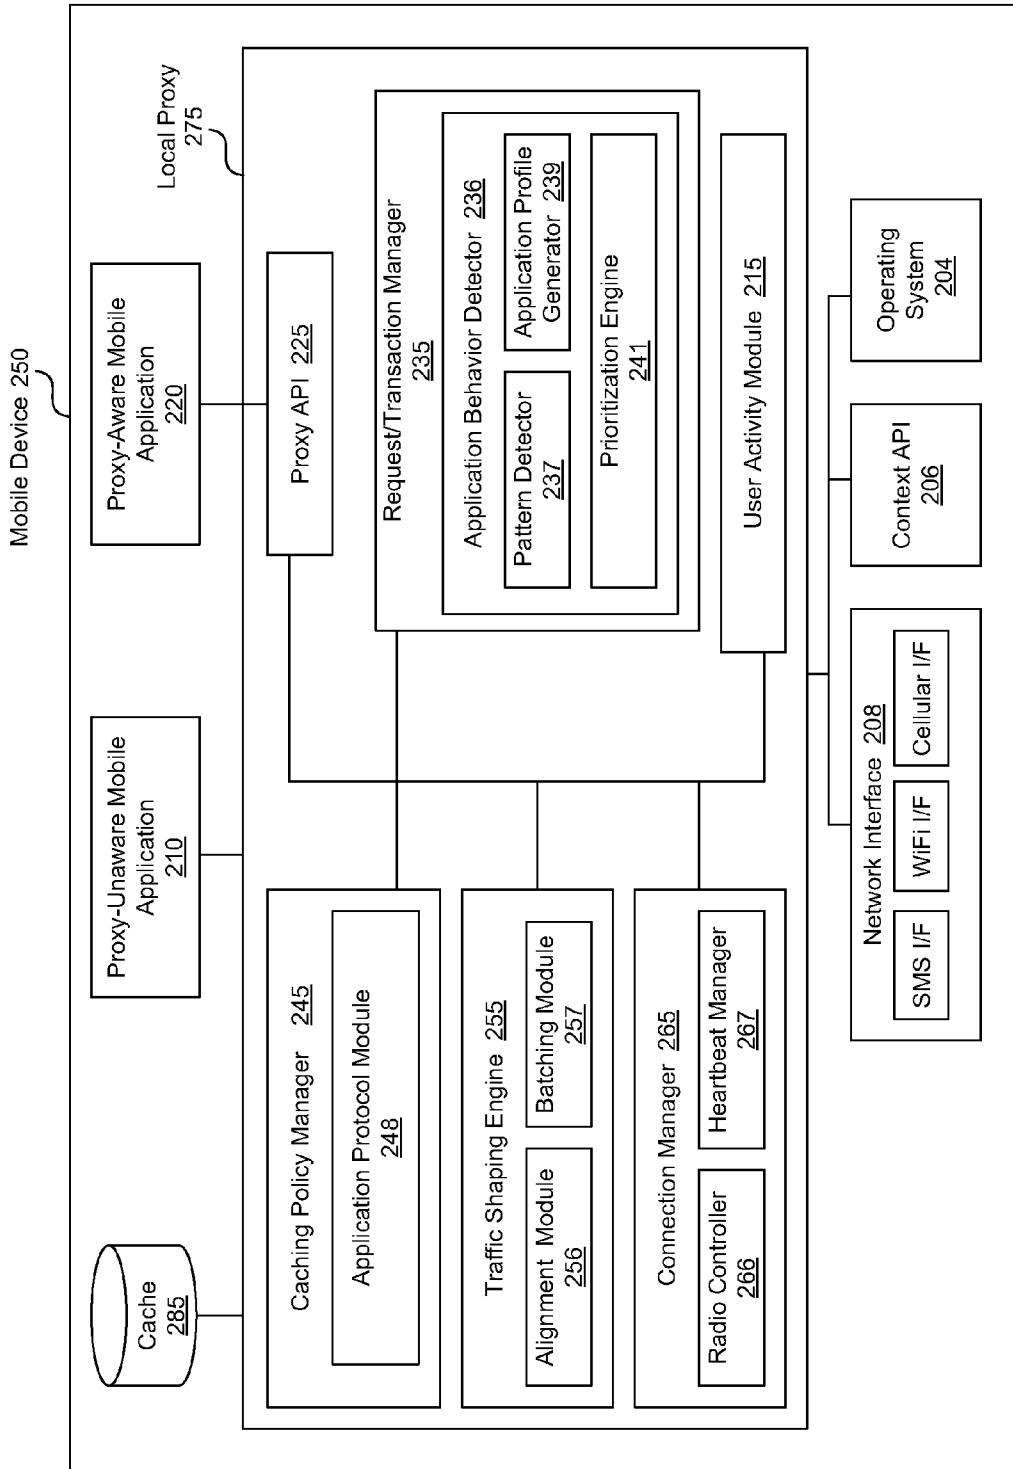 Mobile Device 250
Cache
285
Proxy-Unaware Mobile
Application
210
Proxy-Aware Mobile
Application
220
Local Proxy
275
Proxy API 225
Caching Policy Manager 245
Application Protocol Module
248
Request/Transaction Manager
235
Application Behavior Detector 236
Pattern Detector
237
Application Profile
Generator 239
Prioritization Engine
241
Traffic Shaping Engine 255
Alignment Module
256
Batching Module
257
Connection Manager 265
Radio Controller
266
Heartbeat Manager
267
User Activity Module 215
Network Interface 208
SMS I/F
WiFi I/F
Cellular I/F
Context API
206
Operating
System
204